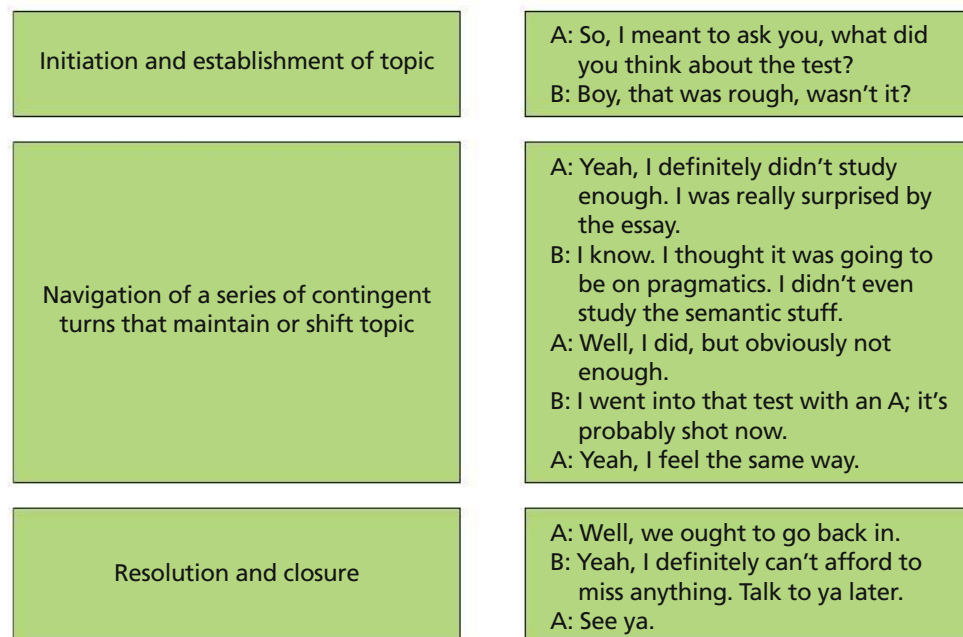 Initiation and establishment of topic
A: So, I meant to ask you, what did
you think about the test?
B: Boy, that was rough, wasn’t it?
Navigation of a series of contingent
turns that maintain or shift topic
A: Yeah, I definitely didn’t study
enough. I was really surprised by
the essay.
B: I know. I thought it was going to
be on pragmatics. I didn’t even
study the semantic stuff.
A: Well, I did, but obviously not
enough.
B: I went into that test with an A; it’s
probably shot now.
A: Yeah, I feel the same way.
Resolution and closure
A: Well, we ought to go back in.
B: Yeah, I definitely can’t afford to
miss anything. Talk to ya later.
A: See ya.